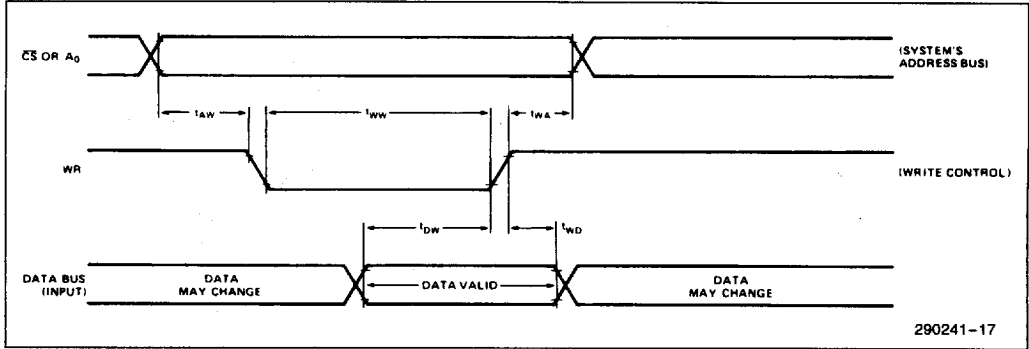 C̅S̅ OR A₀
(SYSTEM'S
ADDRESS BUS)
tAW
tWW
tWA
WR
(WRITE CONTROL)
tDW
tWD
DATA BUS
(INPUT)
DATA
MAY CHANGE
DATA VALID
DATA
MAY CHANGE
290241-17